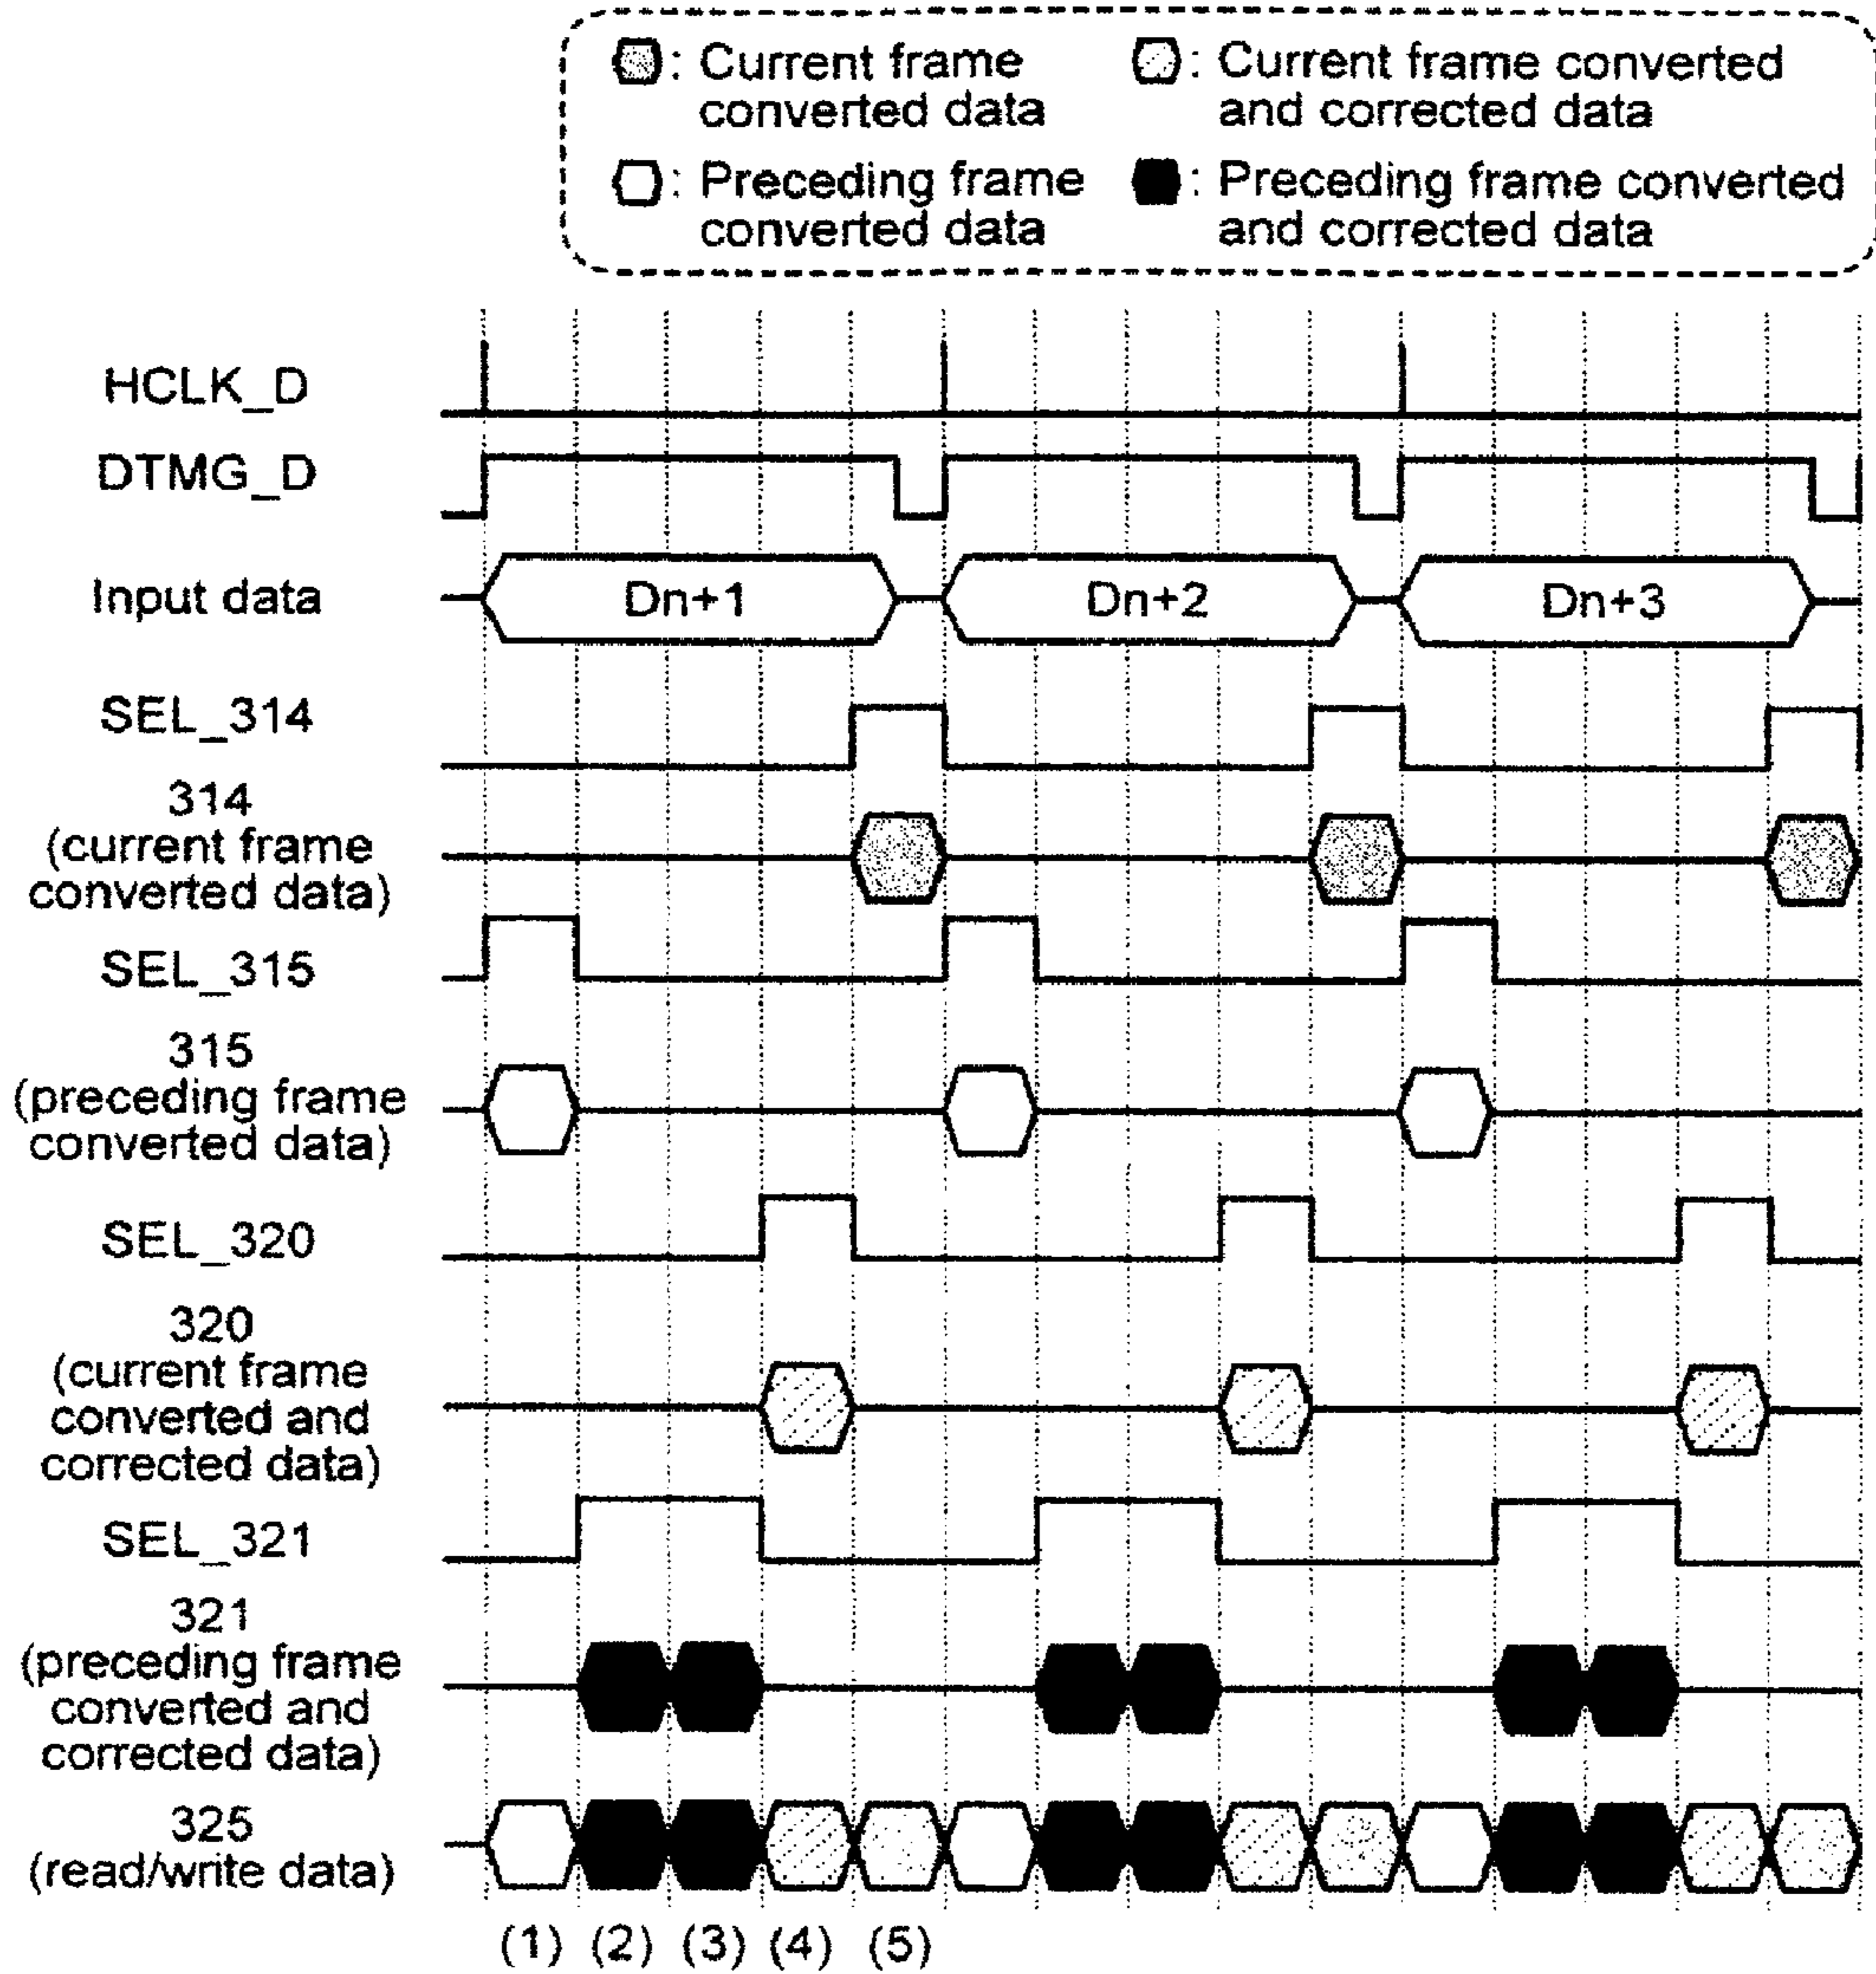 : Current frame
converted data
: Current frame converted
and corrected data
: Preceding frame
converted data
: Preceding frame converted
and corrected data
HCLK_D
DTMG_D
Input data
Dn+1
Dn+2
Dn+3
SEL_314
314
(current frame
converted data)
SEL_315
315
(preceding frame
converted data)
SEL_320
320
(current frame
converted and
corrected data)
SEL_321
321
(preceding frame
converted and
corrected data)
325
(read/write data)
(1) (2) (3) (4) (5)